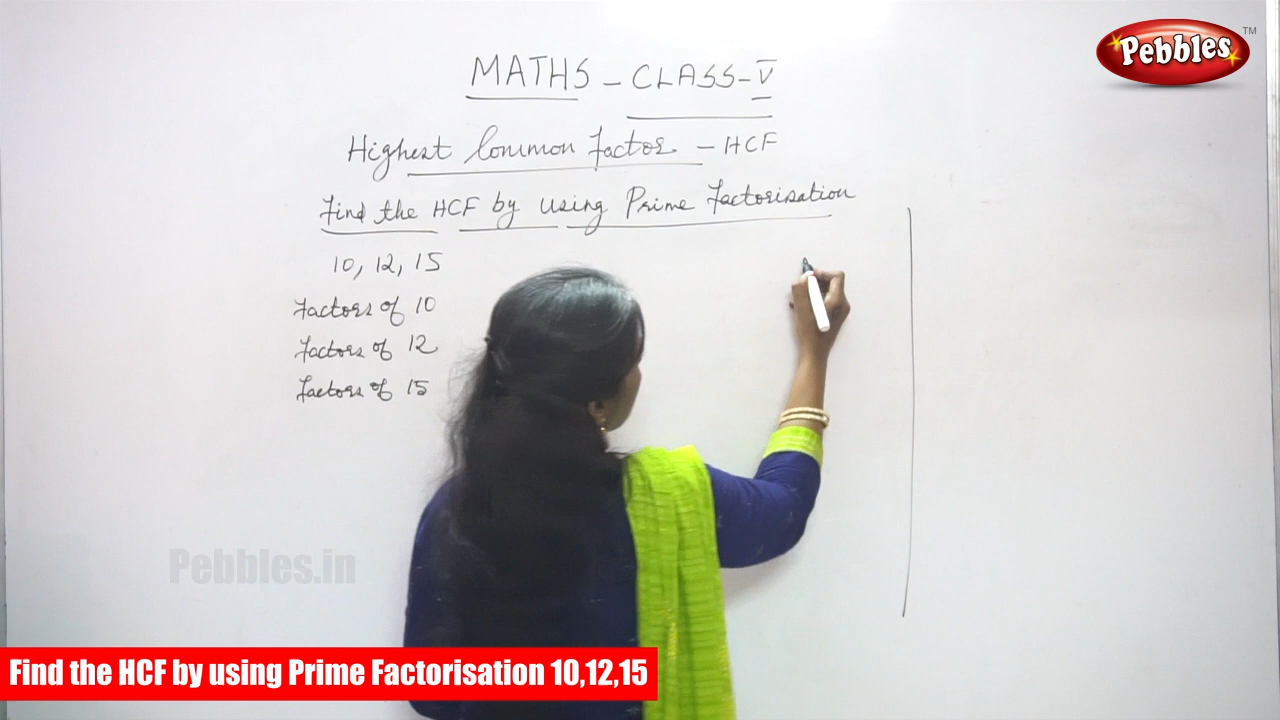 Pebbles TM
MATHS - CLASS - V
Highest Common Factor - HCF
Find the HCF by using Prime Factorisation
10, 12, 15
Factors of 10
Factors of 12
Factors of 15
Pebbles.in
Find the HCF by using Prime Factorisation 10,12,15